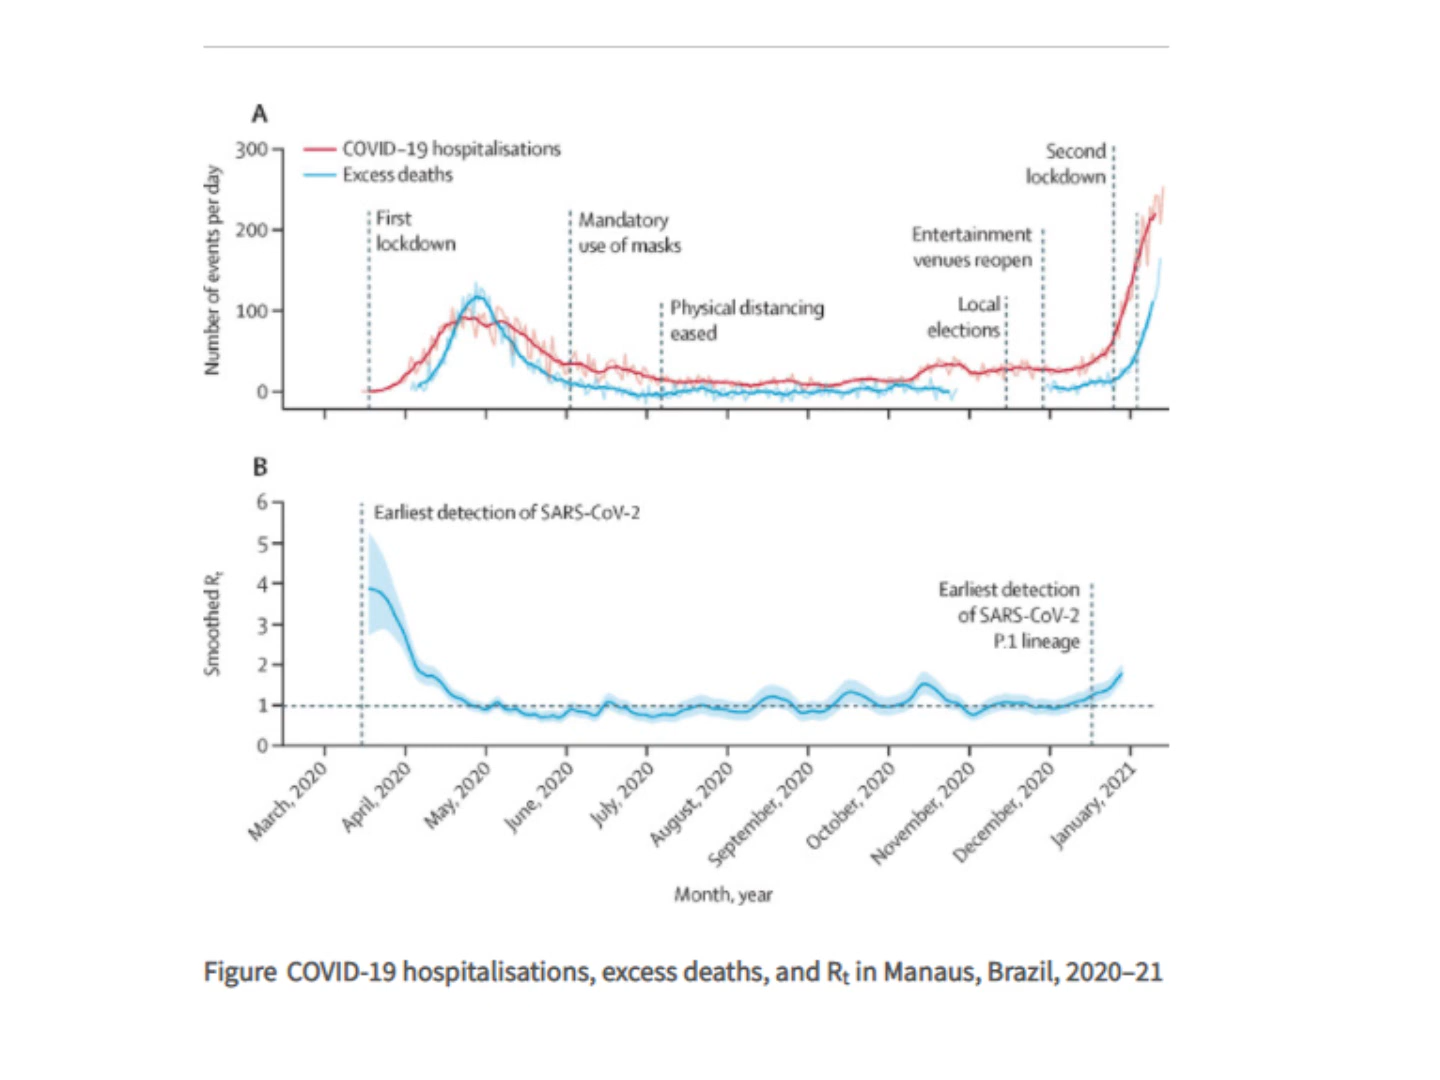 A
Number of events per day
300
200
100
0
COVID-19 hospitalisations
Excess deaths
First
lockdown
Mandatory
use of masks
Physical distancing
eased
Local
elections
Entertainment
venues reopen
Second
lockdown
B
Smoothed Rt
6
5
4
3
2
1
0
Earliest detection of SARS-CoV-2
Earliest detection
of SARS-CoV-2
P.1 lineage
March, 2020
April, 2020
May, 2020
June, 2020
July, 2020
August, 2020
September, 2020
October, 2020
November, 2020
December, 2020
January, 2021
Month, year
Figure COVID-19 hospitalisations, excess deaths, and Rt in Manaus, Brazil, 2020–21